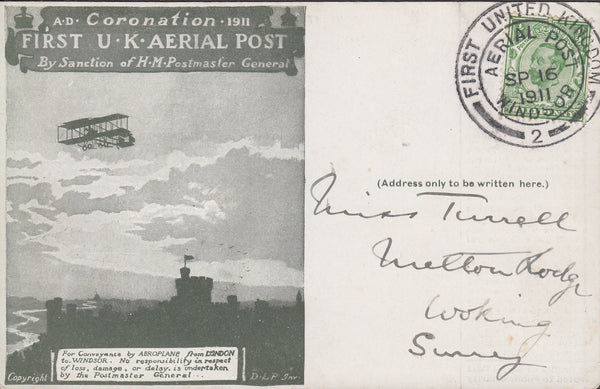 A·D· Coronation · 1911
FIRST U·K·AERIAL POST
By Sanction of H·M·Postmaster General
For Conveyance by AEROPLANE from LONDON
to WINDSOR. No responsibility in respect
of loss, damage, or delay, is undertaken
by the Postmaster General...
Copyright
D·L·P Inv.
FIRST UNITED KINGDOM
AERIAL POST
SP 16
1911
WINDSOR
2
(Address only to be written here.)
Miss Turrell
Melton Lodge
Woking
Surrey